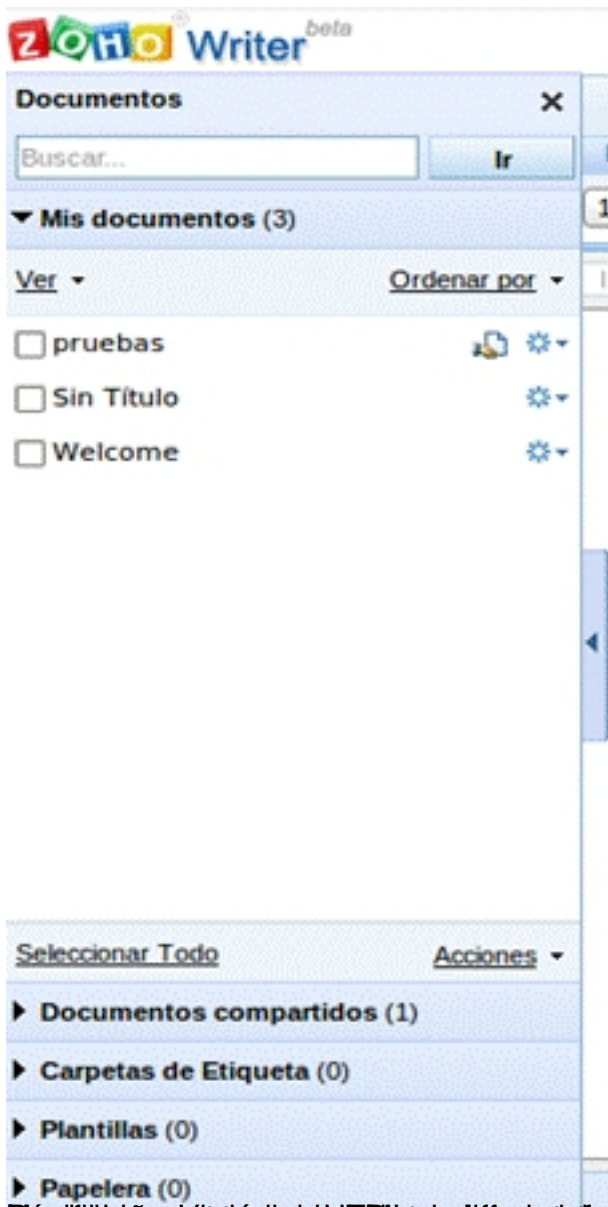 ZOHO® Writer beta
Documentos
Buscar...
Ir
Mis documentos (3)
1
Ver
Ordenar por
pruebas
Sin Título
Welcome
Seleccionar Todo
Acciones
Documentos compartidos (1)
Carpetas de Etiqueta (0)
Plantillas (0)
Papelera (0)